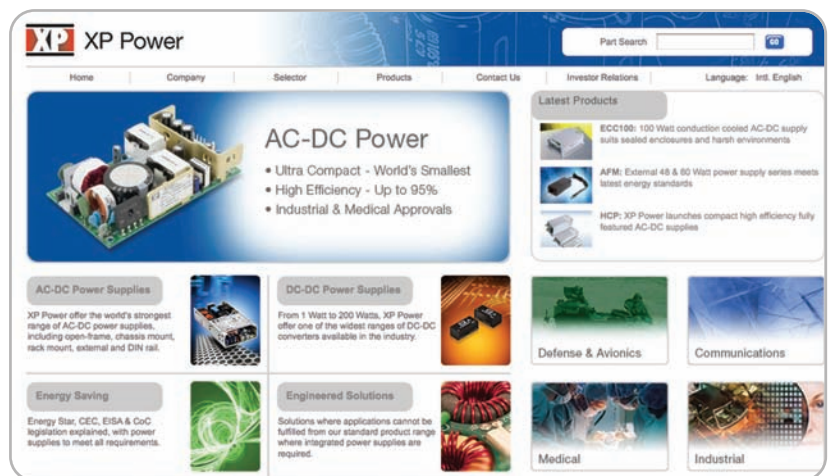 XP XP Power
Part Search GO
Home Company Selector Products Contact Us Investor Relations Language: Intl. English
AC-DC Power
• Ultra Compact - World's Smallest
• High Efficiency - Up to 95%
• Industrial & Medical Approvals
Latest Products
ECC100: 100 Watt conduction cooled AC-DC supply
suits sealed enclosures and harsh environments
AFM: External 48 & 60 Watt power supply series meets
latest energy standards
HCP: XP Power launches compact high efficiency fully
featured AC-DC supplies
AC-DC Power Supplies
XP Power offer the world's strongest
range of AC-DC power supplies,
including open-frame, chassis mount,
rack mount, external and DIN rail.
DC-DC Power Supplies
From 1 Watt to 200 Watts, XP Power
offer one of the widest ranges of DC-DC
converters available in the industry.
Defense & Avionics
Communications
Energy Saving
Energy Star, CEC, EISA & CoC
legislation explained, with power
supplies to meet all requirements.
Engineered Solutions
Solutions where applications cannot be
fulfilled from our standard product range
where integrated power supplies are
required.
Medical
Industrial